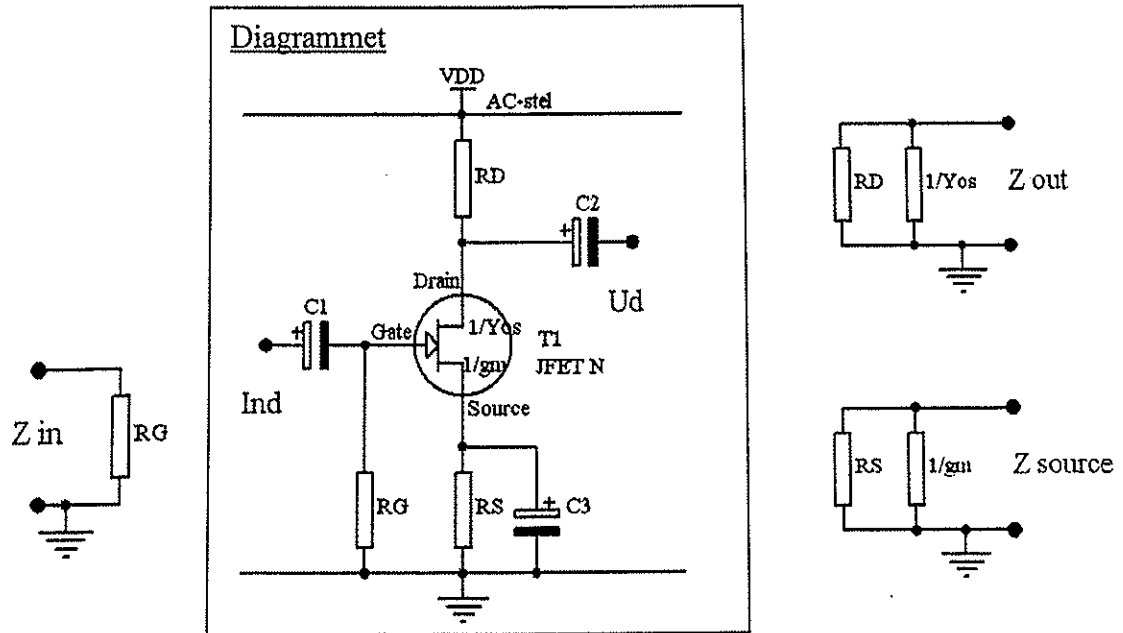 Diagrammet
VDD
AC-stel
RD
C2
+
Drain
Ud
C1
+
Gate
1/Yos
T1
1/gm
JFET N
Ind
Source
RG
RS
+
C3
Z in
RG
RD
1/Yos
Z out
RS
1/gm
Z source